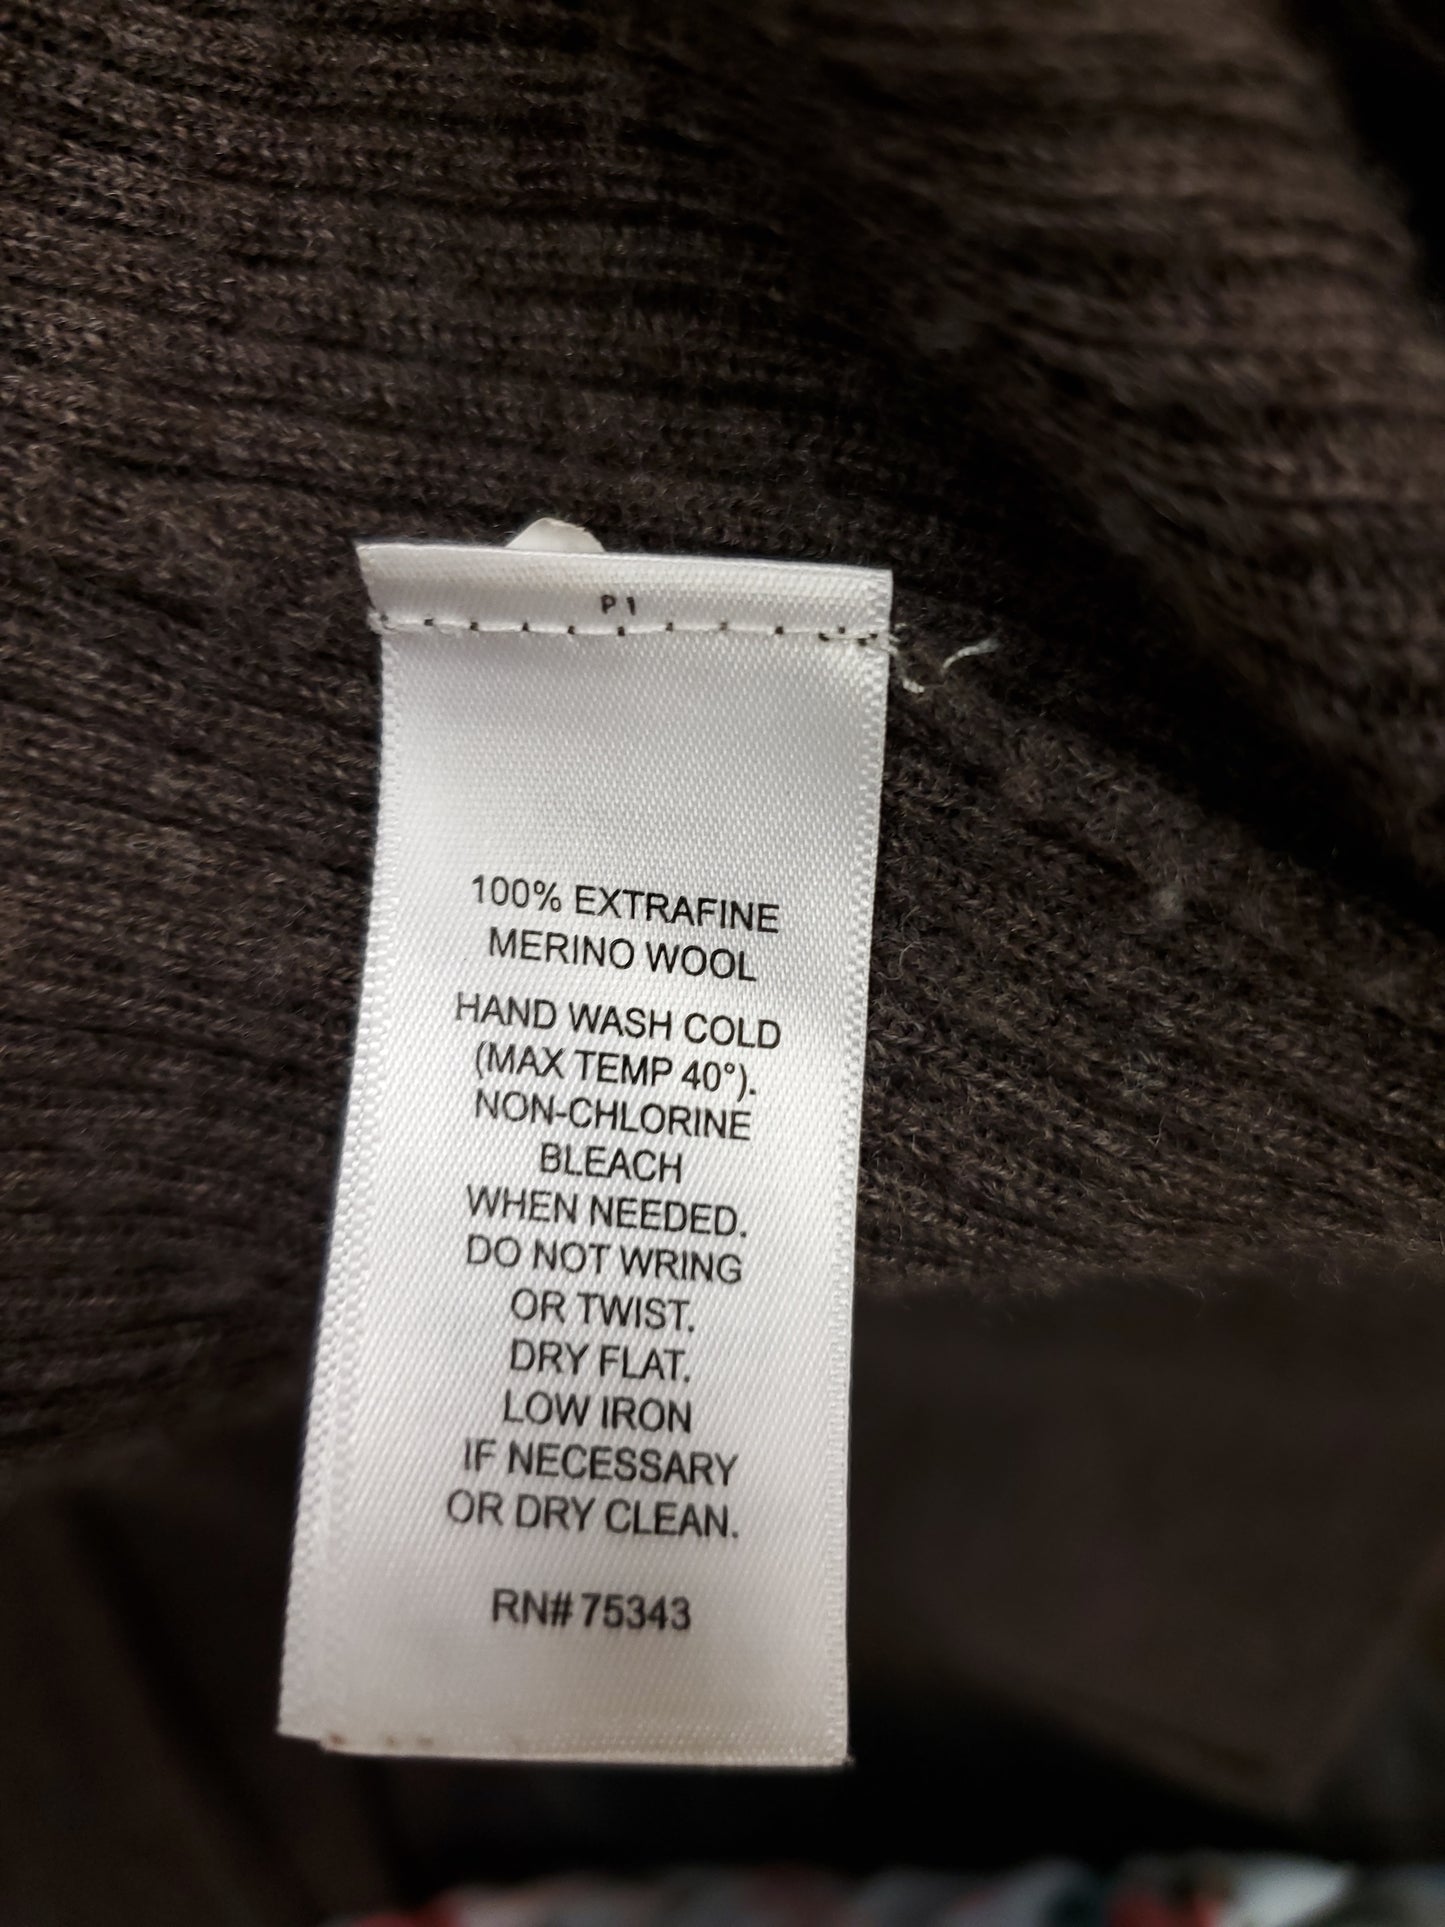 P 1
100% EXTRAFINE
MERINO WOOL
HAND WASH COLD
(MAX TEMP 40°).
NON-CHLORINE
BLEACH
WHEN NEEDED.
DO NOT WRING
OR TWIST.
DRY FLAT.
LOW IRON
IF NECESSARY
OR DRY CLEAN.
RN# 75343